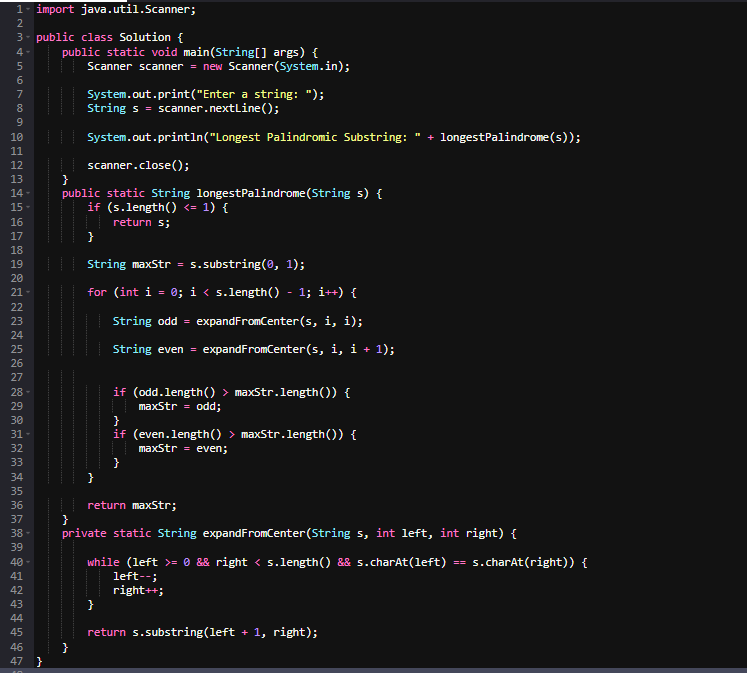 1 import java.util.Scanner;
2
3 public class Solution {
4 public static void main(String[] args) {
5 Scanner scanner = new Scanner(System.in);
6
7 System.out.print("Enter a string: ");
8 String s = scanner.nextLine();
9
10 System.out.println("Longest Palindromic Substring: " + longestPalindrome(s));
11
12 scanner.close();
13 }
14 public static String longestPalindrome(String s) {
15 if (s.length() <= 1) {
16 return s;
17 }
18
19 String maxStr = s.substring(0, 1);
20
21 for (int i = 0; i < s.length() - 1; i++) {
22
23 String odd = expandFromCenter(s, i, i);
24
25 String even = expandFromCenter(s, i, i + 1);
26
27
28 if (odd.length() > maxStr.length()) {
29 maxStr = odd;
30 }
31 if (even.length() > maxStr.length()) {
32 maxStr = even;
33 }
34 }
35
36 return maxStr;
37 }
38 private static String expandFromCenter(String s, int left, int right) {
39
40 while (left >= 0 && right < s.length() && s.charAt(left) == s.charAt(right)) {
41 left--;
42 right++;
43 }
44
45 return s.substring(left + 1, right);
46 }
47 }